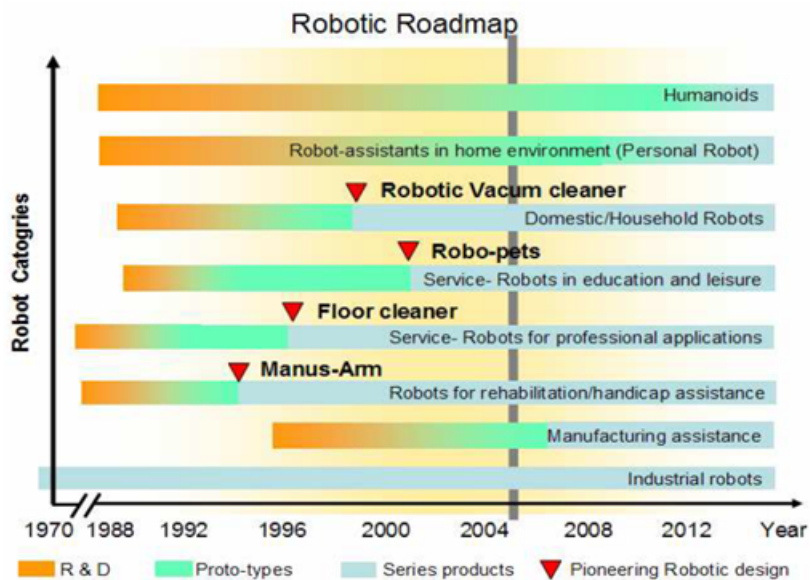 Robotic Roadmap
Robot Catogries
Humanoids
Robot-assistants in home environment (Personal Robot)
Robotic Vacum cleaner
Domestic/Household Robots
Robo-pets
Service- Robots in education and leisure
Floor cleaner
Service- Robots for professional applications
Manus-Arm
Robots for rehabilitation/handicap assistance
Manufacturing assistance
Industrial robots
1970 1988 1992 1996 2000 2004 2008 2012 Year
R & D Proto-types Series products Pioneering Robotic design